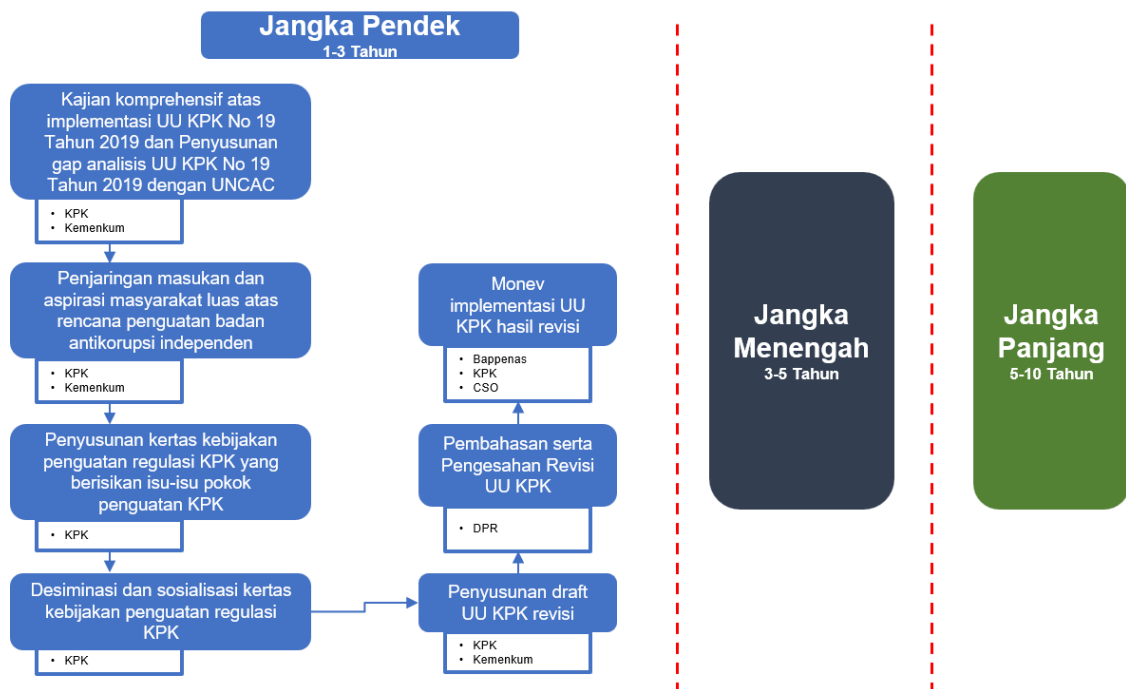 Jangka Pendek
1-3 Tahun
Kajian komprehensif atas
implementasi UU KPK No 19
Tahun 2019 dan Penyusunan
gap analisis UU KPK No 19
Tahun 2019 dengan UNCAC
• KPK
• Kemenkum
Penjaringan masukan dan
aspirasi masyarakat luas atas
rencana penguatan badan
antikorupsi independen
• KPK
• Kemenkum
Penyusunan kertas kebijakan
penguatan regulasi KPK yang
berisikan isu-isu pokok
penguatan KPK
• KPK
Desiminasi dan sosialisasi kertas
kebijakan penguatan regulasi
KPK
• KPK
Penyusunan draft
UU KPK revisi
• KPK
• Kemenkum
Pembahasan serta
Pengesahan Revisi
UU KPK
• DPR
Monev
implementasi UU
KPK hasil revisi
• Bappenas
• KPK
• CSO
Jangka
Menengah
3-5 Tahun
Jangka
Panjang
5-10 Tahun